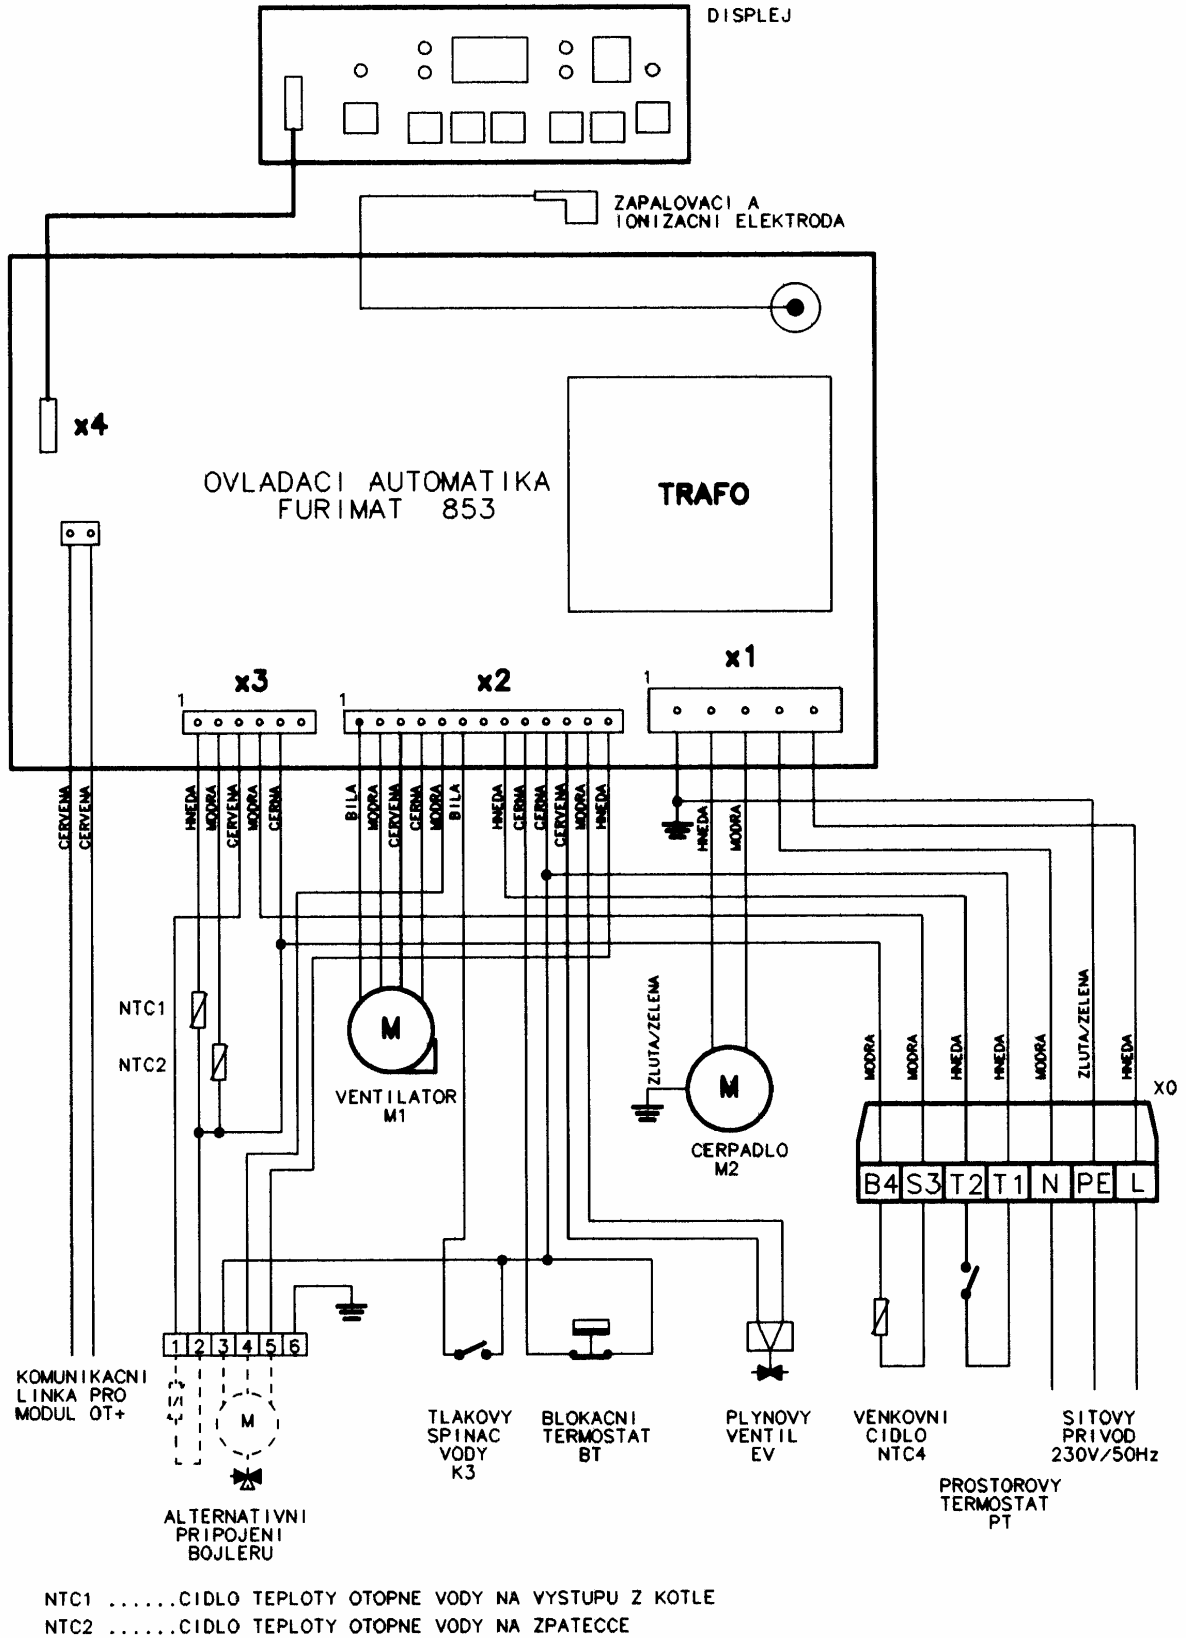 DISPLEJ
ZAPALOVACI A
IONIZACNI ELEKTRODA
x4
OVLADACI AUTOMATIKA
FURIMAT 853
TRAFO
x3
x2
x1
1
1
1
CERVENA
CERVENA
HNEDA
MODRA
CERVENA
MODRA
CERNA
BILA
MODRA
CERVENA
CERNA
MODRA
BILA
HNEDA
CERNA
CERNA
CERVENA
MODRA
HNEDA
HNEDA
MODRA
NTC1
NTC2
M
VENTILATOR
M1
ZLUTA/ZELENA
M
CERPADLO
M2
MODRA
MODRA
HNEDA
HNEDA
MODRA
ZLUTA/ZELENA
HNEDA
X0
B4 S3 T2 T1 N PE L
1 2 3 4 5 6
M
KOMUNIKACNI
LINKA PRO
MODUL OT+
ALTERNATIVNI
PRIPOJENI
BOJLERU
TLAKOVY
SPINAC
VODY
K3
BLOKACNI
TERMOSTAT
BT
PLYNOVY
VENTIL
EV
VENKOVNI
CIDLO
NTC4
PROSTOROVY
TERMOSTAT
PT
SITOVY
PRIVOD
230V/50Hz
NTC1 ......CIDLO TEPLOTY OTOPNE VODY NA VYSTUPU Z KOTLE
NTC2 ......CIDLO TEPLOTY OTOPNE VODY NA ZPATECCE